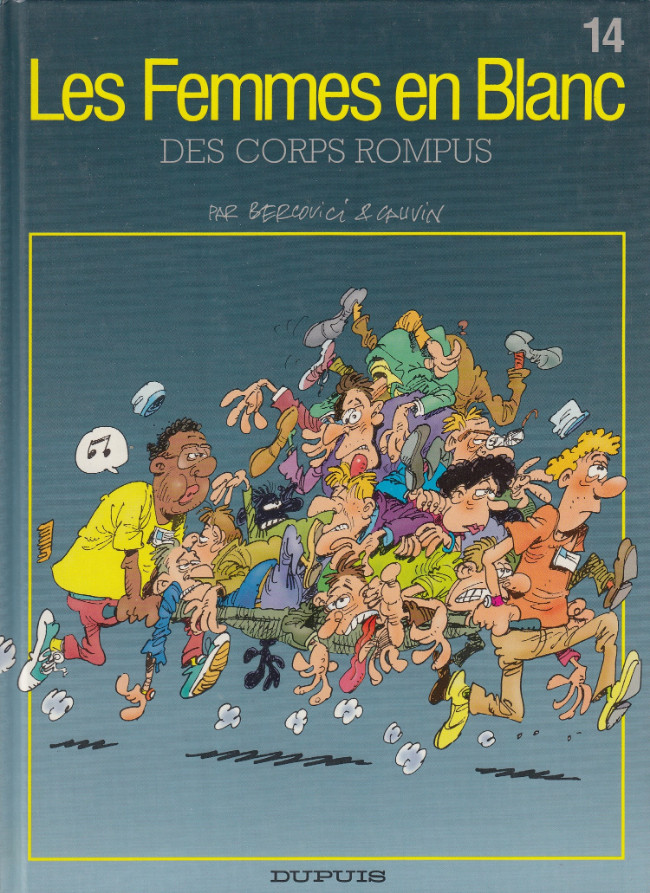 14
Les Femmes en Blanc
DES CORPS ROMPUS
PAR BERCOVICI & CAUVIN
DUPUIS